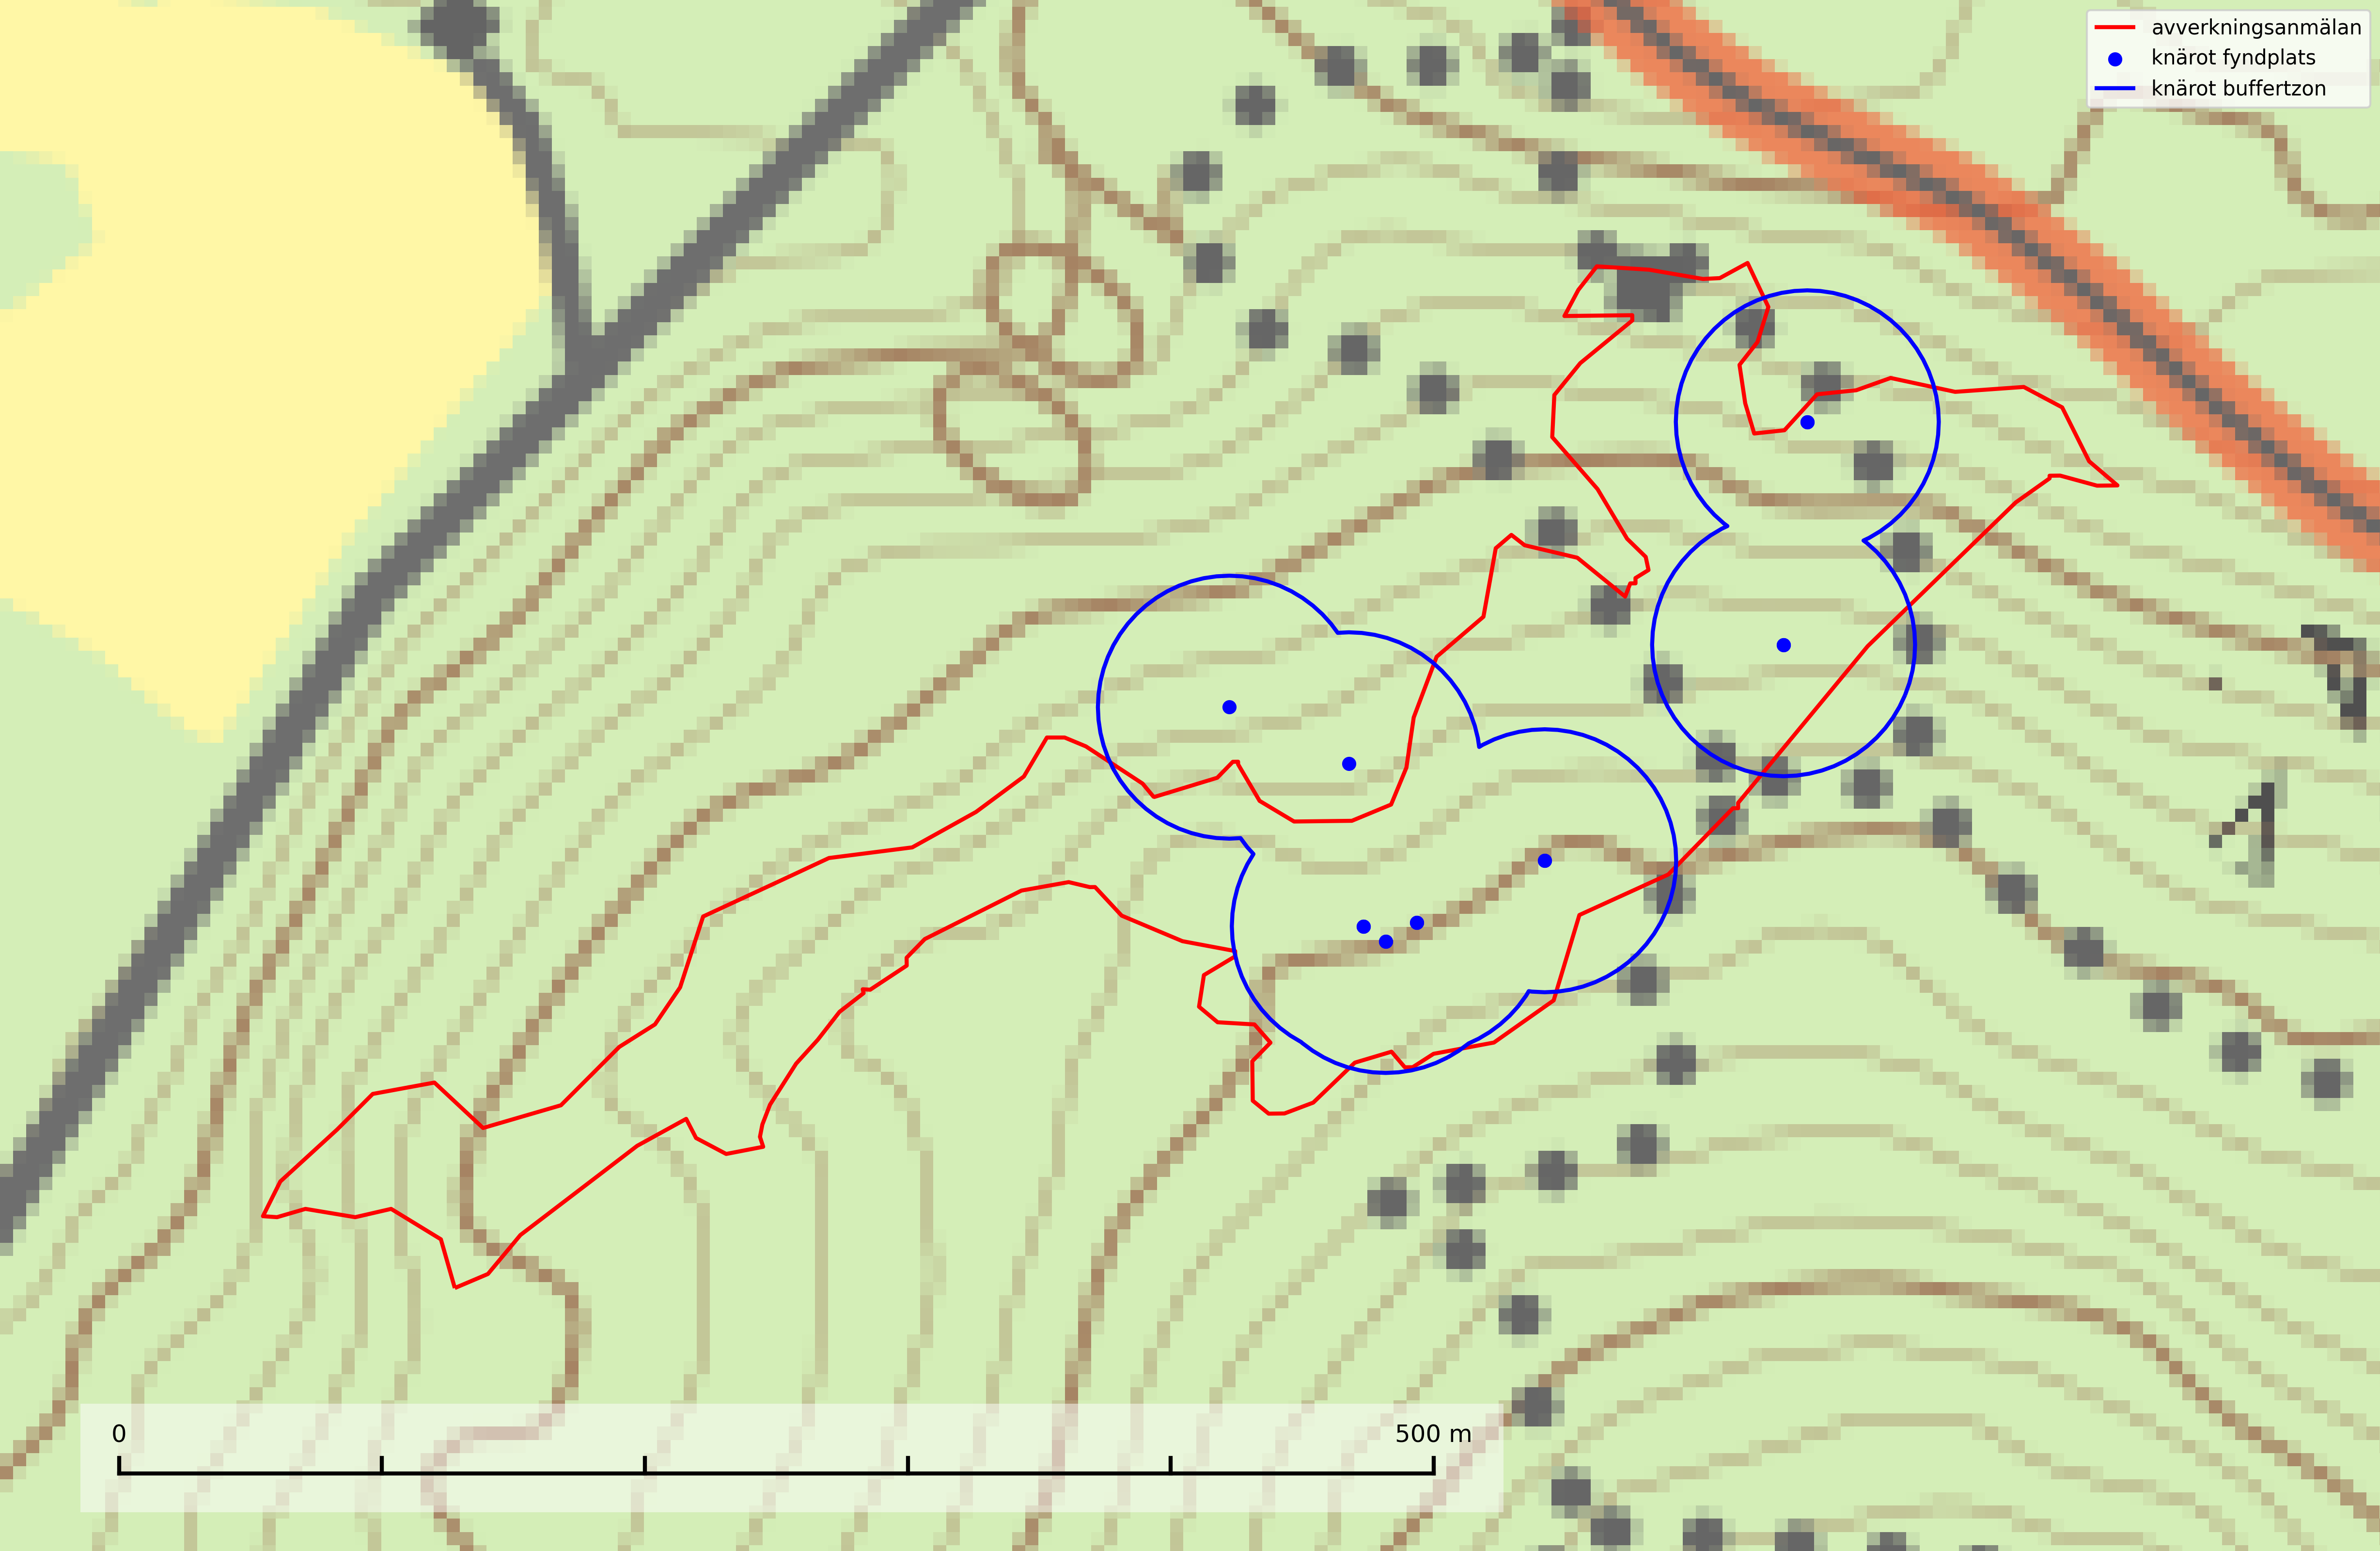 avverkningsanmälan
knärot fyndplats
knärot buffertzon
0 500 m